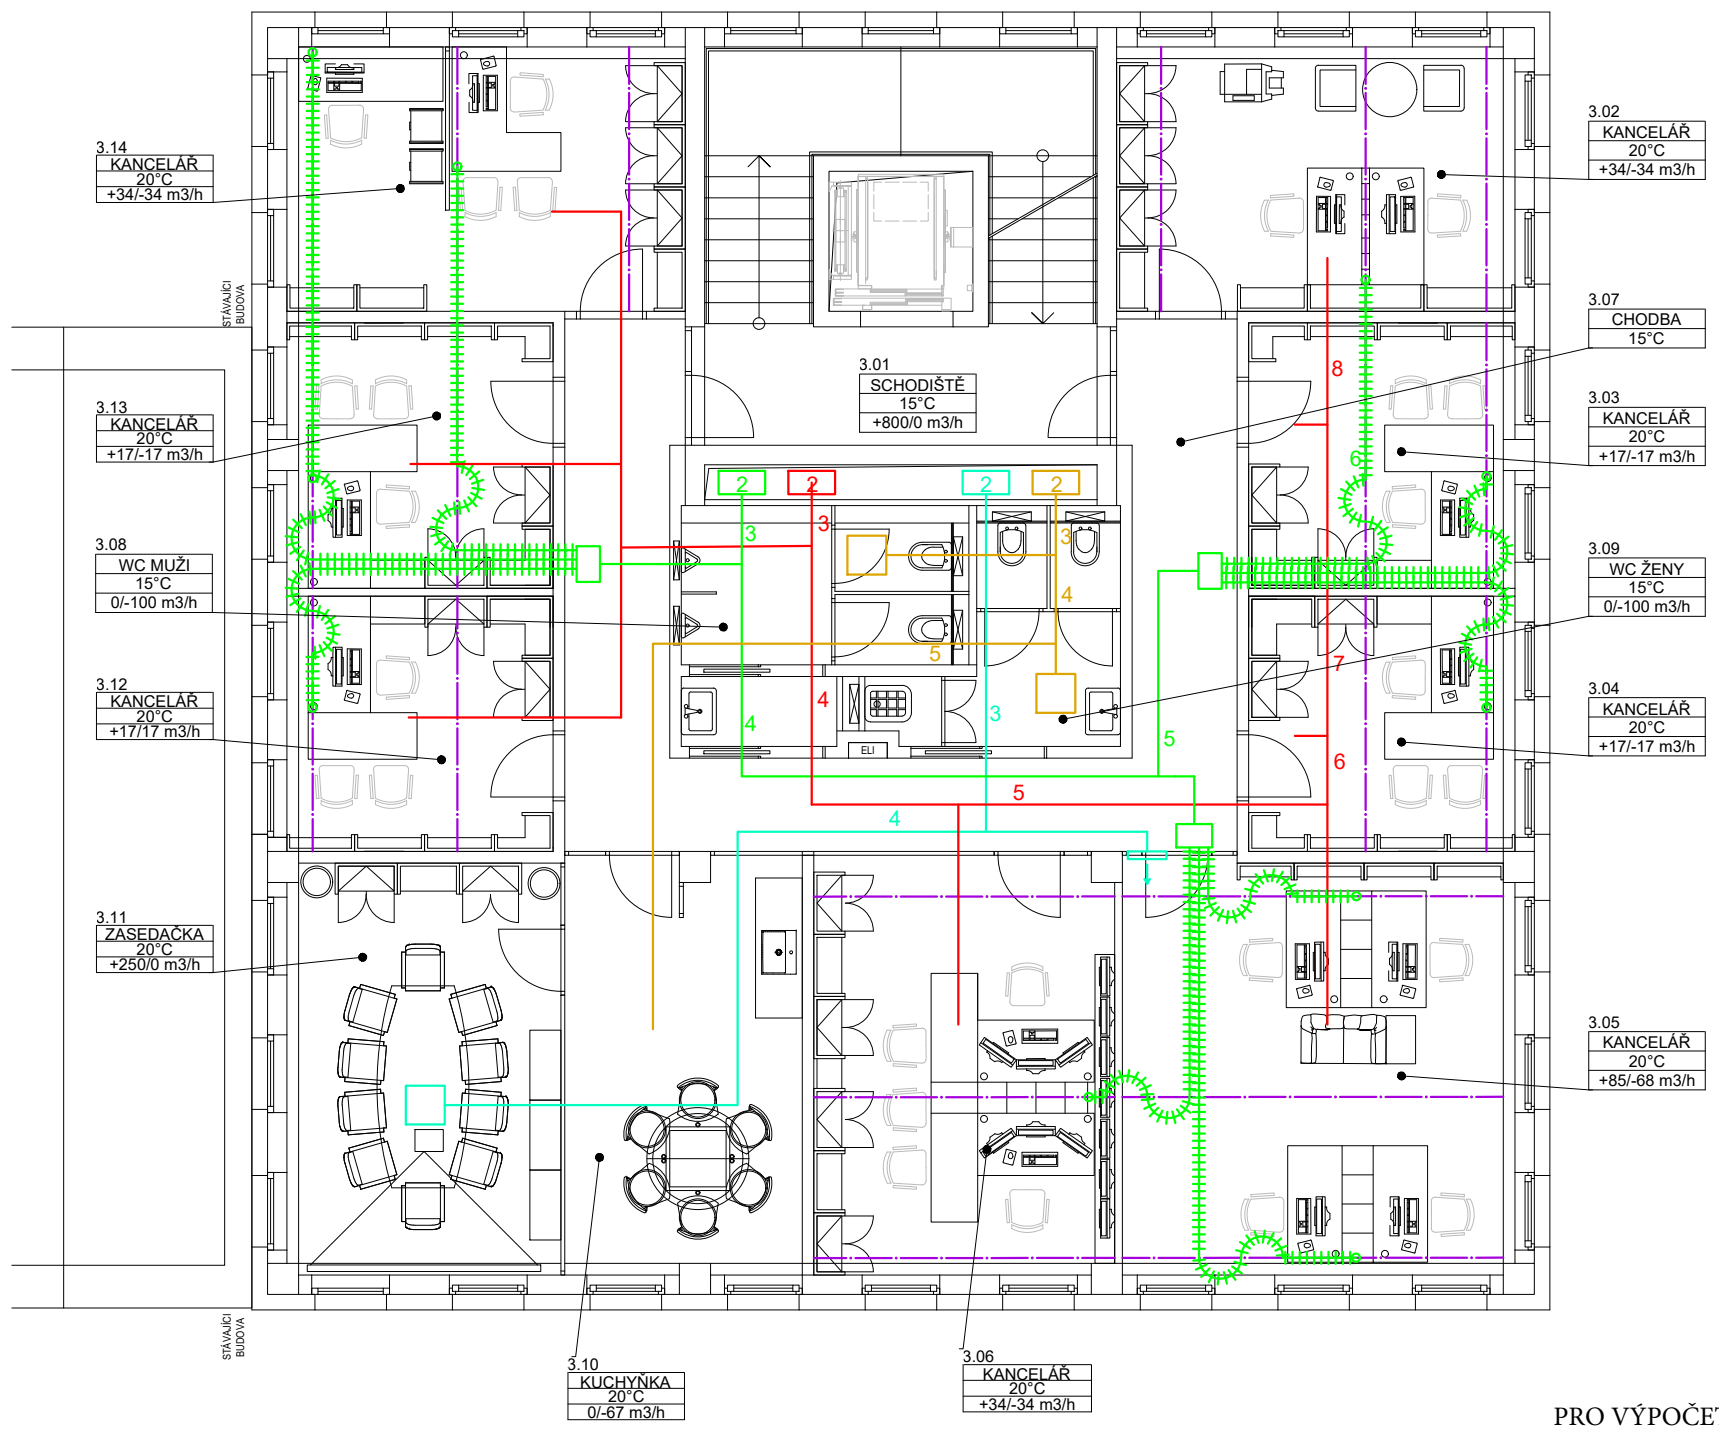 3.14
KANCELÁŘ
20°C
+34/-34 m3/h
STÁVAJÍCI
BUDOVA
3.13
KANCELÁŘ
20°C
+17/-17 m3/h
3.08
WC MUŽI
15°C
0/-100 m3/h
3.12
KANCELÁŘ
20°C
+17/17 m3/h
3.11
ZASEDAČKA
20°C
+250/0 m3/h
STÁVAJÍCI
BUDOVA
3.01
SCHODIŠTĚ
15°C
+800/0 m3/h
2
2
2
2
3
3
3
4
5
4
4
3
ELI
5
5
4
8
6
7
6
3.02
KANCELÁŘ
20°C
+34/-34 m3/h
3.07
CHODBA
15°C
3.03
KANCELÁŘ
20°C
+17/-17 m3/h
3.09
WC ŽENY
15°C
0/-100 m3/h
3.04
KANCELÁŘ
20°C
+17/-17 m3/h
3.05
KANCELÁŘ
20°C
+85/-68 m3/h
3.10
KUCHYŇKA
20°C
0/-67 m3/h
3.06
KANCELÁŘ
20°C
+34/-34 m3/h
PRO VÝPOČET